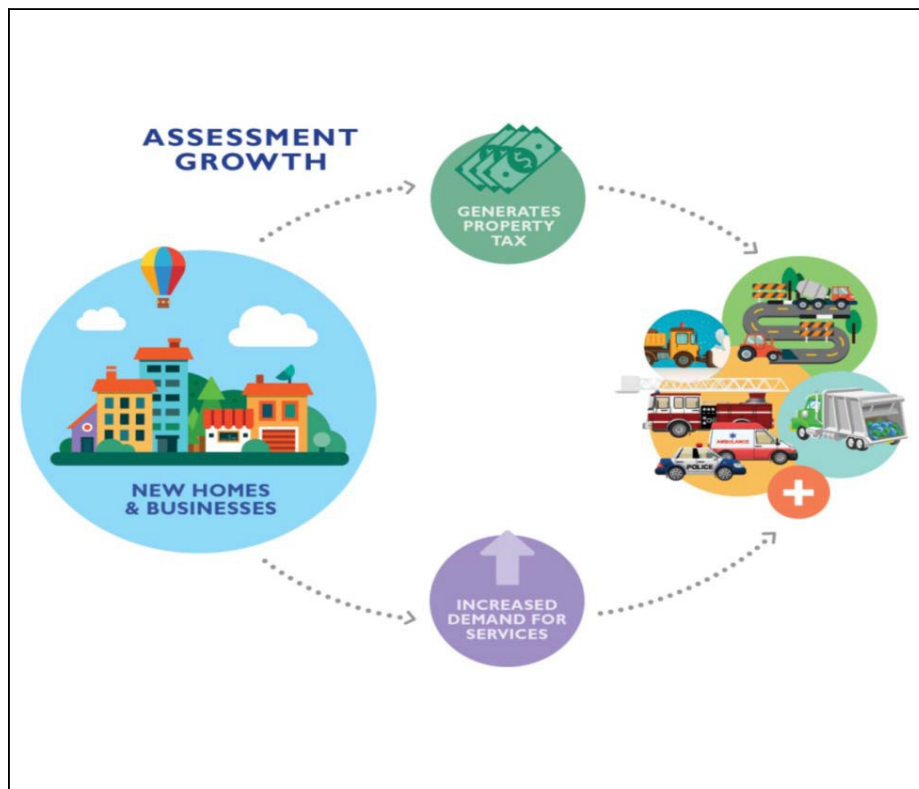 ASSESSMENT
GROWTH
GENERATES
PROPERTY
TAX
NEW HOMES
& BUSINESSES
AMBULANCE
POLICE
INCREASED
DEMAND FOR
SERVICES